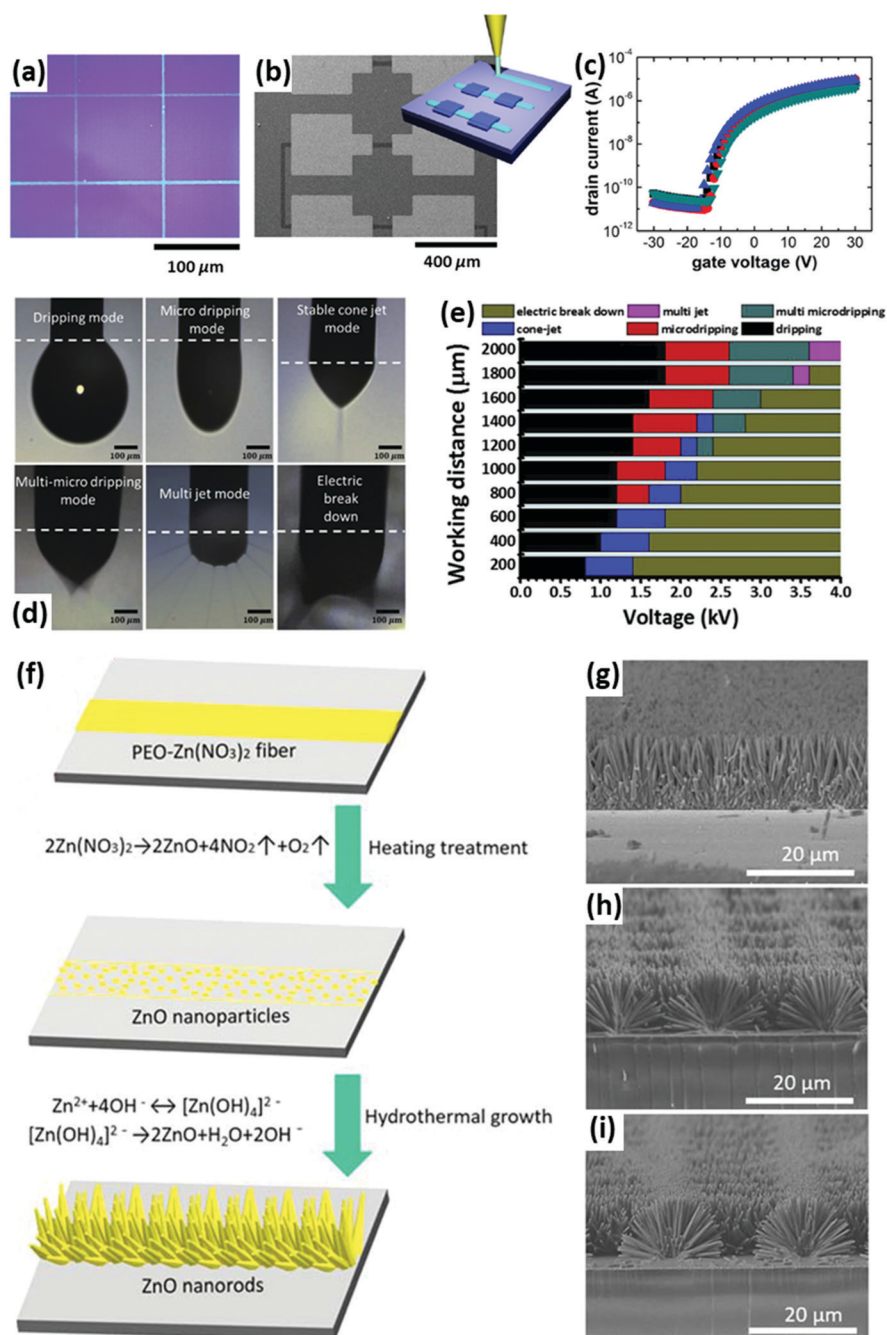 (a)
100 μm
(b)
400 μm
(c)
drain current (A)
10⁻⁴
10⁻⁶
10⁻⁸
10⁻¹⁰
10⁻¹²
-30 -20 -10 0 10 20 30
gate voltage (V)
(d)
Dripping mode
100 μm
Micro dripping
mode
100 μm
Stable cone jet
mode
100 μm
Multi-micro dripping
mode
100 μm
Multi jet mode
100 μm
Electric
break
down
100 μm
(e)
electric break down multi jet multi microdripping
cone-jet microdripping dripping
Working distance (μm)
2000
1800
1600
1400
1200
1000
800
600
400
200
0.0 0.5 1.0 1.5 2.0 2.5 3.0 3.5 4.0
Voltage (kV)
(f)
PEO-Zn(NO₃)₂ fiber
2Zn(NO₃)₂→2ZnO+4NO₂↑+O₂↑
Heating treatment
ZnO nanoparticles
Zn²⁺+4OH⁻ ↔ [Zn(OH)₄]²⁻
[Zn(OH)₄]²⁻→2ZnO+H₂O+2OH⁻
Hydrothermal growth
ZnO nanorods
(g)
20 μm
(h)
20 μm
(i)
20 μm